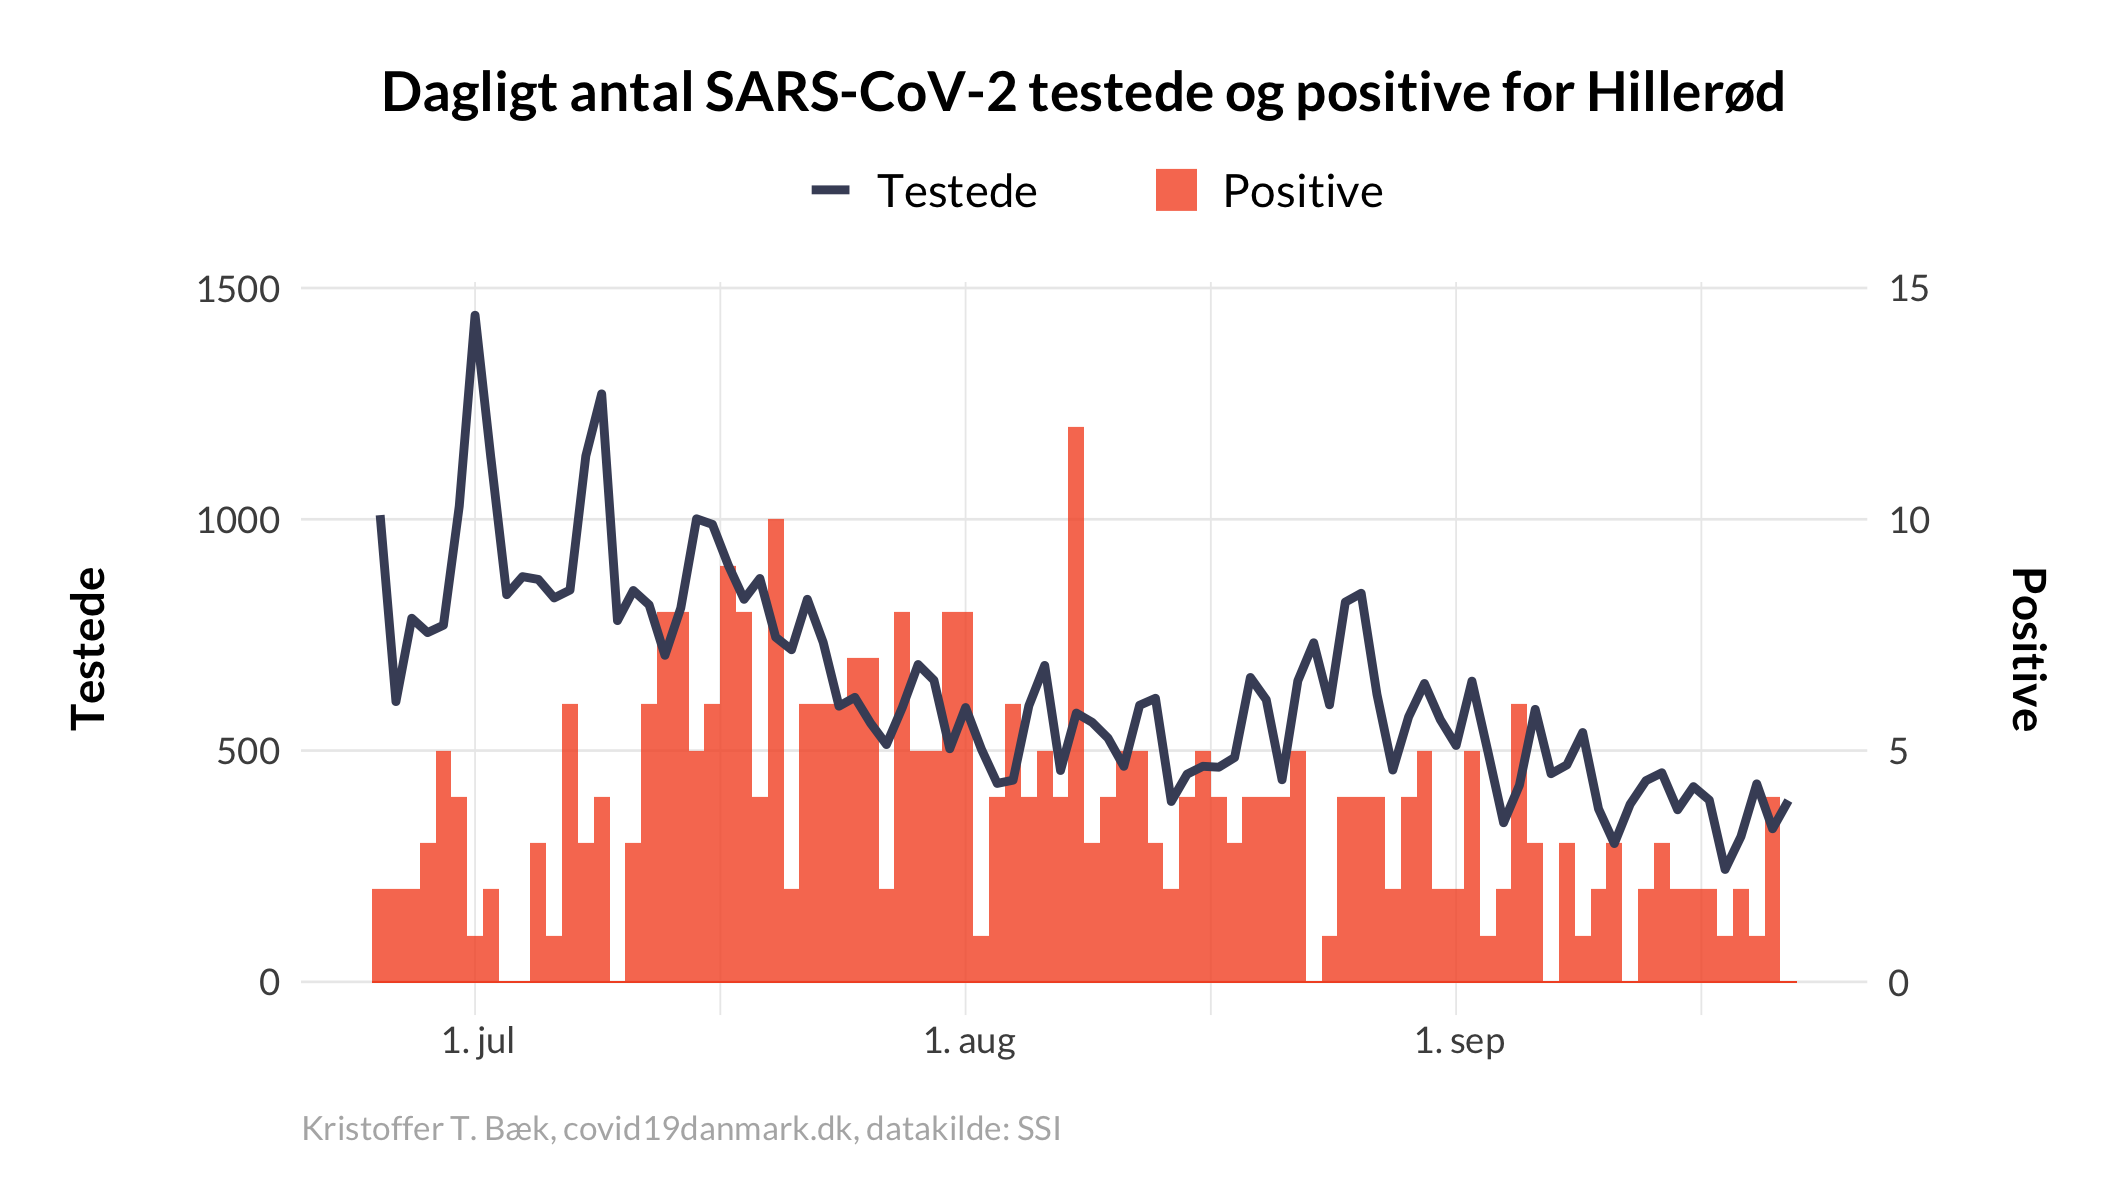 Dagligt antal SARS-CoV-2 testede og positive for Hillerød
Testede Positive
1500 15
1000 10
Testede Positive
500 5
0 0
1. jul 1. aug 1. sep
Kristoffer T. Bæk, covid19danmark.dk, datakilde: SSI